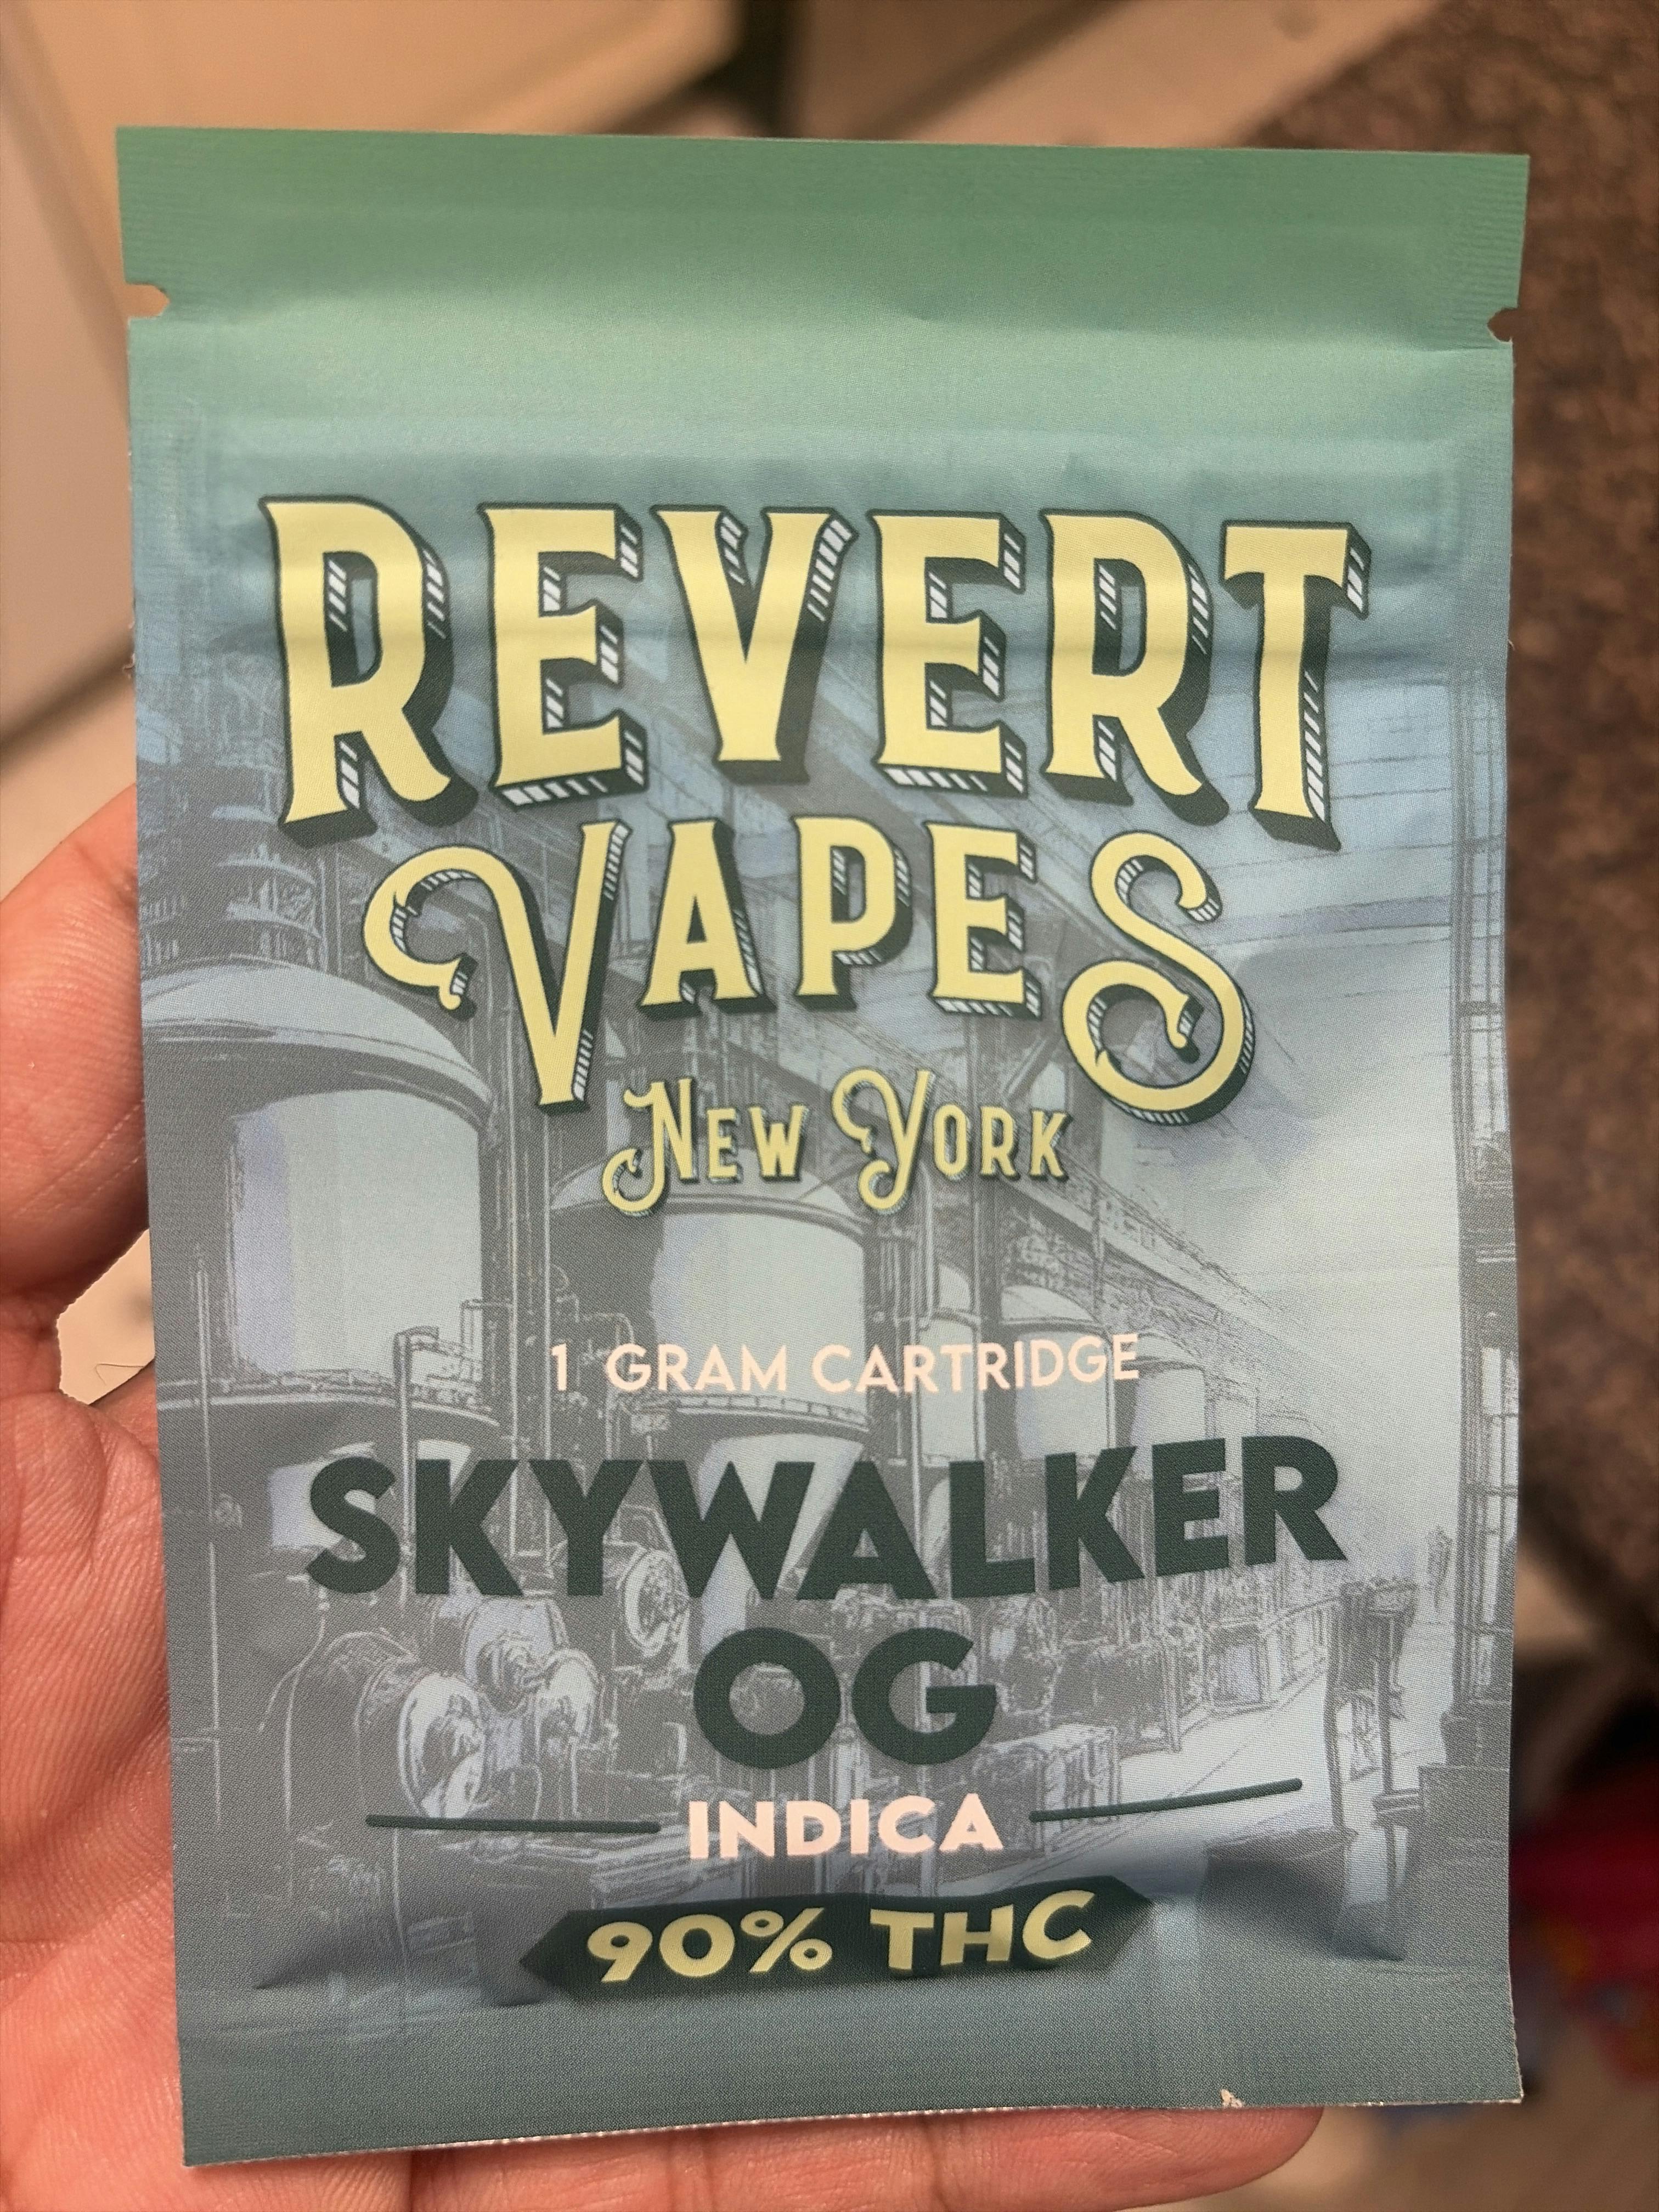 REVERT
VAPES
NEW YORK
1 GRAM CARTRIDGE
SKYWALKER
OG
INDICA
90% THC